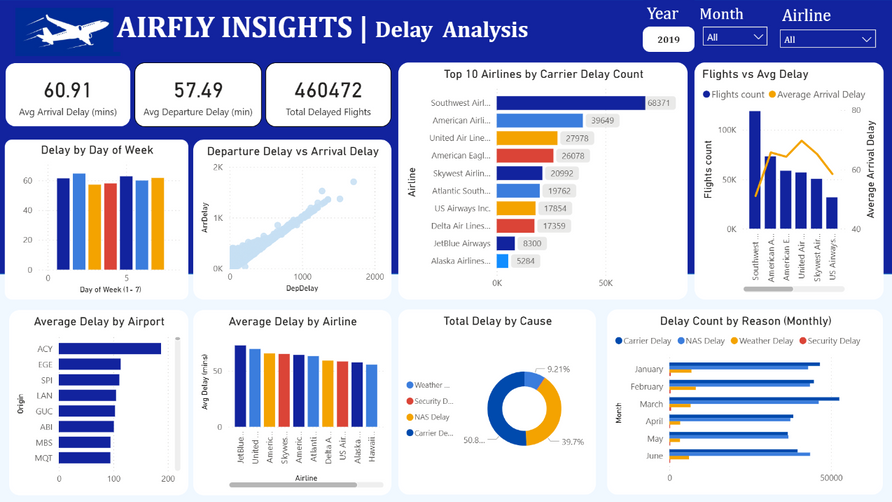 AIRFLY INSIGHTS | Delay Analysis
Year
2019
Month
All
Airline
All
60.91
Avg Arrival Delay (mins)
57.49
Avg Departure Delay (min)
460472
Total Delayed Flights
Top 10 Airlines by Carrier Delay Count
Airline
Southwest Airl...
68371
American Airli...
39649
United Air Line...
27978
American Eagl...
26078
Skywest Airlin...
20992
Atlantic South...
19762
US Airways Inc.
17854
Delta Air Lines...
17359
JetBlue Airways
8300
Alaska Airlines...
5284
0K
50K
Flights vs Avg Delay
Flights count
Average Arrival Delay
Flights count
100K
50K
0K
80
60
40
Average Arrival Delay
Southwest ...
American A...
American E...
United Air ...
Skywest Air...
US Airways...
Delay by Day of Week
60
40
20
0
0
5
Day of Week (1-7)
Departure Delay vs Arrival Delay
ArrDelay
2K
1K
0K
0
1000
2000
DepDelay
Average Delay by Airport
Origin
ACY
EGE
SPI
LAN
GUC
ABI
MBS
MQT
0
100
200
Average Delay by Airline
Avg Delay (mins)
50
0
JetBlue...
United...
Americ...
Skywes...
Americ...
Atlanti...
Delta A...
US Air...
Alaska...
Hawaii...
Airline
Total Delay by Cause
Weather ...
Security D...
NAS Delay
Carrier De...
9.21%
39.7%
50.8...
Delay Count by Reason (Monthly)
Carrier Delay
NAS Delay
Weather Delay
Security Delay
Month
January
February
March
April
May
June
0
50000